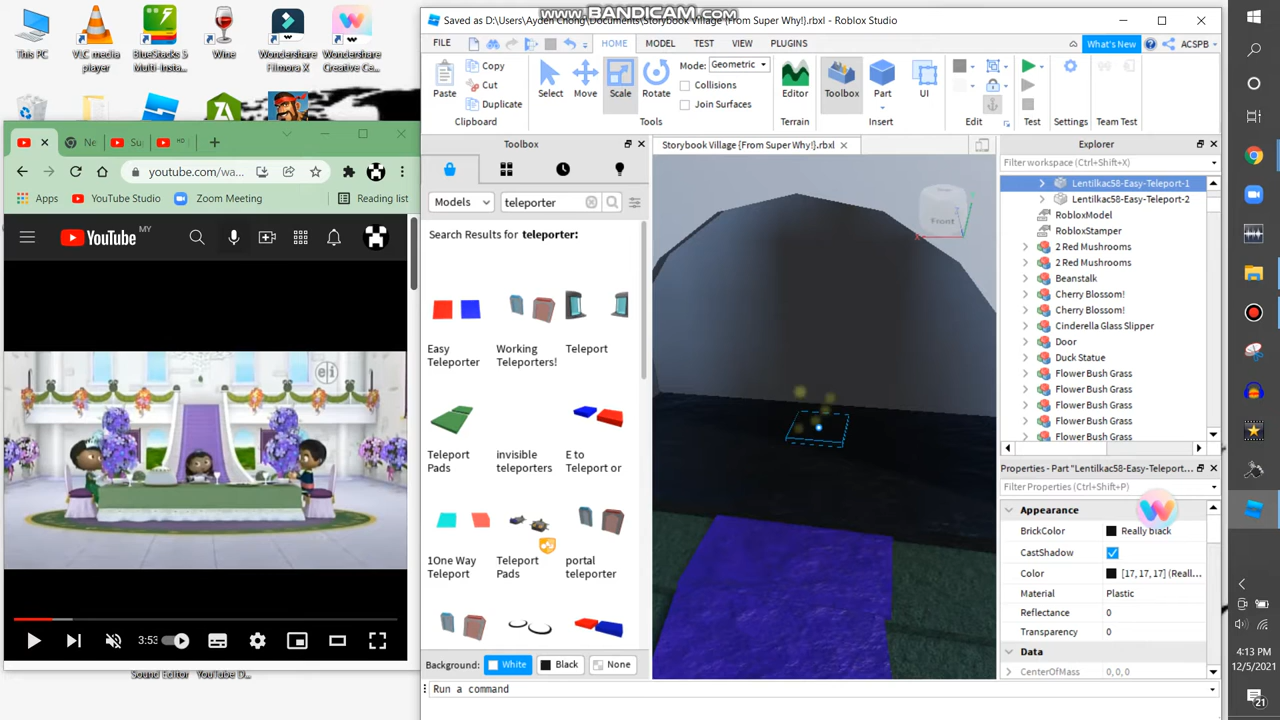 This PC
VLC media player
BlueStacks 5 Multi-Insta...
Wine
Wondershare Filmora X
Wondershare Creative Ce...
www.BANDICAM.com
Saved as D:\Users\Ayden Chong\Documents\Storybook Village {From Super Why!}.rbxl - Roblox Studio
FILE
HOME
MODEL
TEST
VIEW
PLUGINS
What's New
ACSPB
Paste
Copy
Cut
Duplicate
Clipboard
Select
Move
Scale
Rotate
Mode: Geometric
Collisions
Join Surfaces
Tools
Editor
Terrain
Toolbox
Part
UI
Insert
Edit
Test
Settings
Team Test
Toolbox
Models
teleporter
Search Results for teleporter:
Easy Teleporter
Working Teleporters!
Teleport
Teleport Pads
invisible teleporters
E to Teleport or
1One Way Teleport
Teleport Pads
portal teleporter
Background: White Black None
Run a command
Storybook Village {From Super Why!}.rbxl
Front
Explorer
Filter workspace (Ctrl+Shift+X)
Lentilkac58-Easy-Teleport-1
Lentilkac58-Easy-Teleport-2
RobloxModel
RobloxStamper
2 Red Mushrooms
2 Red Mushrooms
Beanstalk
Cherry Blossom!
Cherry Blossom!
Cinderella Glass Slipper
Door
Duck Statue
Flower Bush Grass
Flower Bush Grass
Flower Bush Grass
Flower Bush Grass
Flower Bush Grass
Properties - Part "Lentilkac58-Easy-Teleport...
Filter Properties (Ctrl+Shift+P)
Appearance
BrickColor Really black
CastShadow
Color [17, 17, 17] (Reall...
Material Plastic
Reflectance 0
Transparency 0
Data
CenterOfMass 0,0,0
Ne
Su
HD
youtube.com/wa...
Apps
YouTube Studio
Zoom Meeting
Reading list
YouTube
MY
ei
3:53
Sound Editor
YouTube D...
4:13 PM
12/5/2021
21